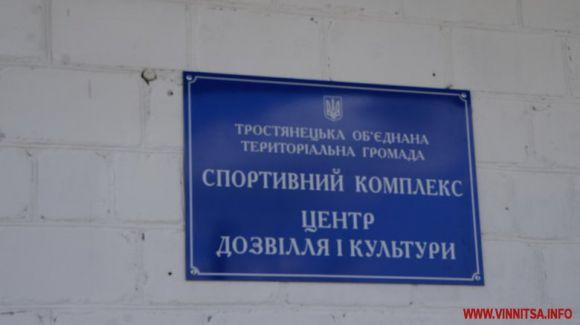 ТРОСТЯНЕЦЬКА ОБ'ЄДНАНА
ТЕРИТОРІАЛЬНА ГРОМАДА
СПОРТИВНИЙ КОМПЛЕКС
ЦЕНТР
ДОЗВІЛЛЯ І КУЛЬТУРИ
WWW.VINNITSA.INFO